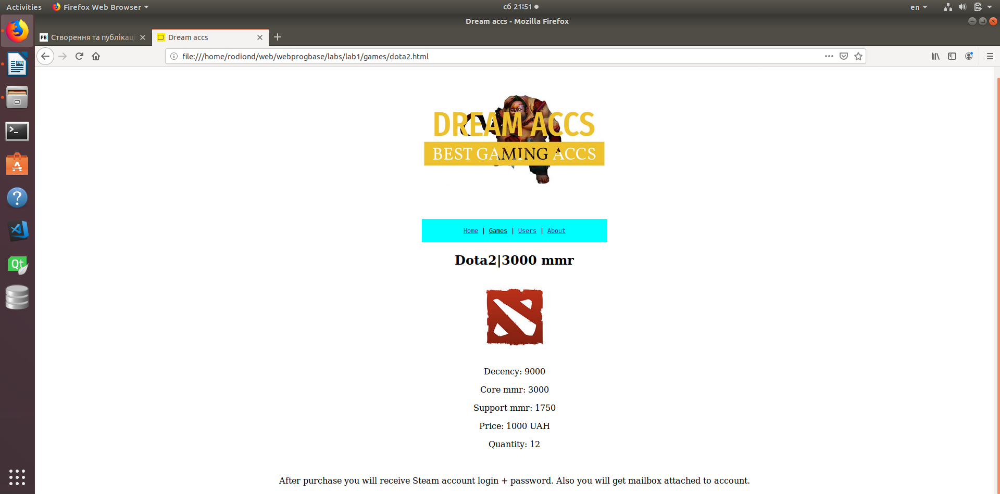 Activities
Firefox Web Browser
сб 21:51
en
Dream accs - Mozilla Firefox
PB Створення та публікаці
Dream accs
file:///home/rodiond/web/webprogbase/labs/lab1/games/dota2.html
DREAM ACCS
BEST GAMING ACCS
Home | Games | Users | About
Dota2|3000 mmr
Decency: 9000
Core mmr: 3000
Support mmr: 1750
Price: 1000 UAH
Quantity: 12
After purchase you will receive Steam account login + password. Also you will get mailbox attached to account.
Qt